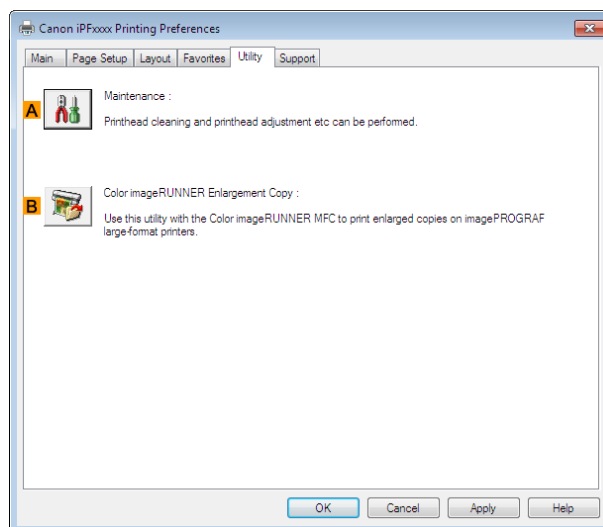 Canon iPFxxxx Printing Preferences
Main Page Setup Layout Favorites Utility Support
A
Maintenance :
Printhead cleaning and printhead adjustment etc can be performed.
B
Color imageRUNNER Enlargement Copy :
Use this utility with the Color imageRUNNER MFC to print enlarged copies on imagePROGRAF
large-format printers.
OK Cancel Apply Help